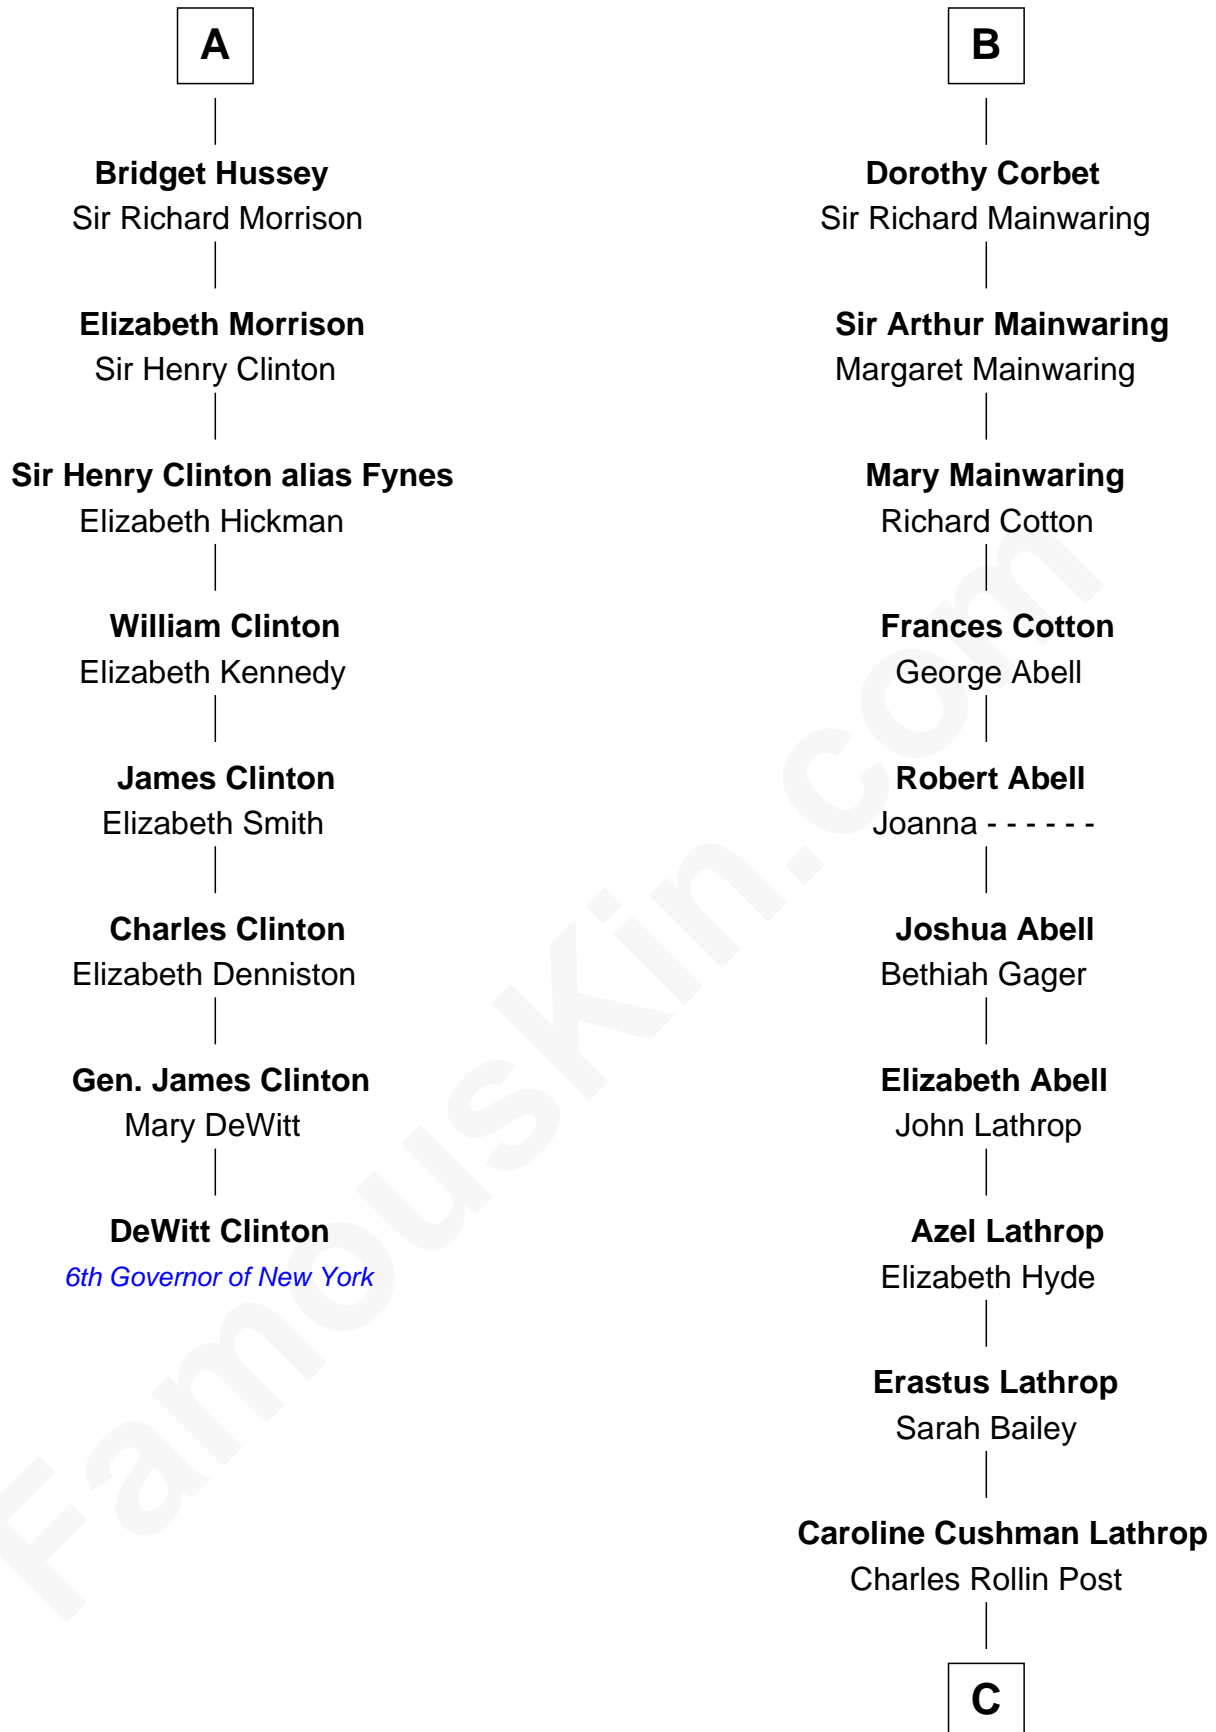 A
Bridget Hussey
Sir Richard Morrison
Elizabeth Morrison
Sir Henry Clinton
Sir Henry Clinton alias Fynes
Elizabeth Hickman
William Clinton
Elizabeth Kennedy
James Clinton
Elizabeth Smith
Charles Clinton
Elizabeth Denniston
Gen. James Clinton
Mary DeWitt
DeWitt Clinton
6th Governor of New York
B
Dorothy Corbet
Sir Richard Mainwaring
Sir Arthur Mainwaring
Margaret Mainwaring
Mary Mainwaring
Richard Cotton
Frances Cotton
George Abell
Robert Abell
Joanna - - - - - -
Joshua Abell
Bethiah Gager
Elizabeth Abell
John Lathrop
Azel Lathrop
Elizabeth Hyde
Erastus Lathrop
Sarah Bailey
Caroline Cushman Lathrop
Charles Rollin Post
C
FamousKin.com